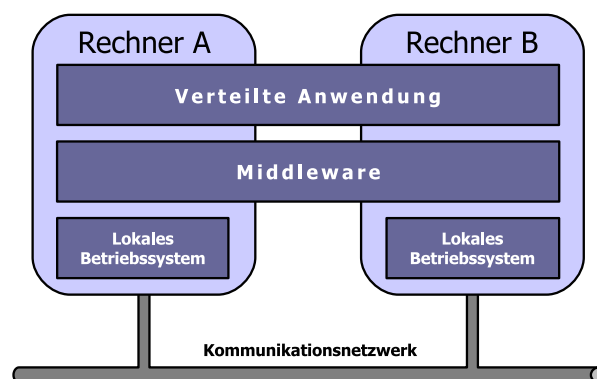 Rechner A
Rechner B
Verteilte Anwendung
Middleware
Lokales
Betriebssystem
Lokales
Betriebssystem
Kommunikationsnetzwerk